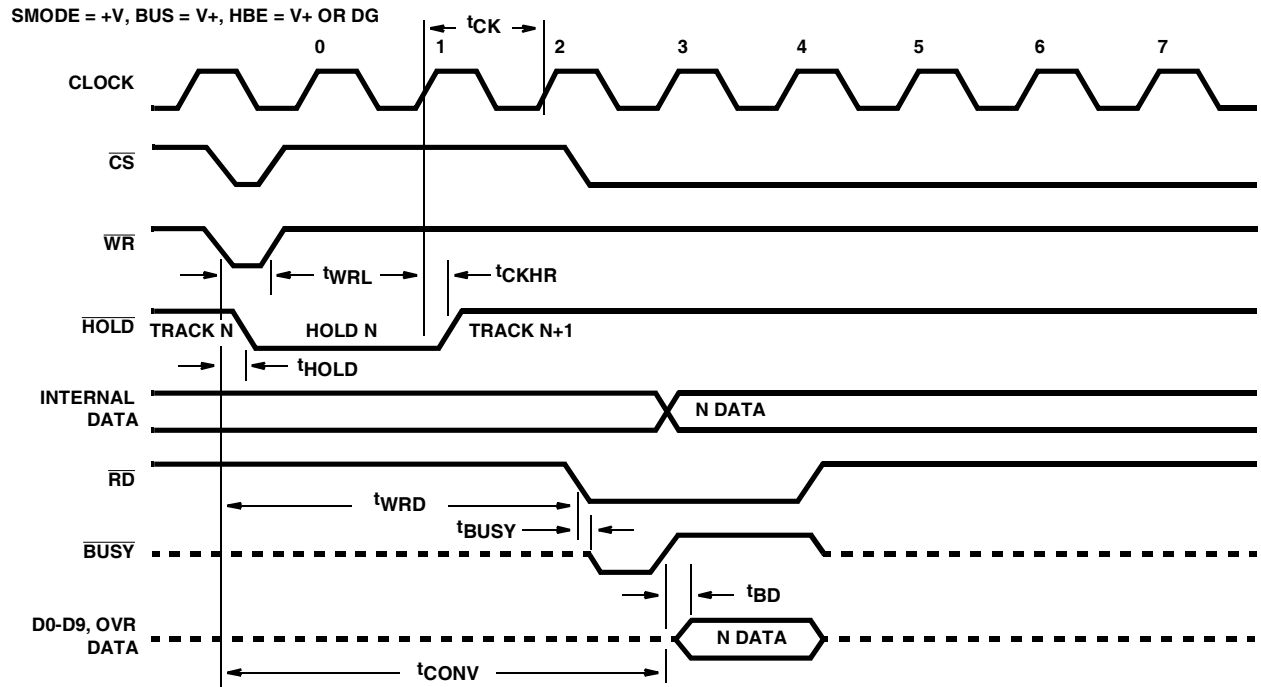 SMODE = +V, BUS = V+, HBE = V+ OR DG
tCK
0 1 2 3 4 5 6 7
CLOCK
CS
WR
tWRL
tCKHR
HOLD
TRACK N
HOLD N
TRACK N+1
tHOLD
INTERNAL
DATA
N DATA
RD
tWRD
tBUSY
BUSY
tBD
D0-D9, OVR
DATA
N DATA
tCONV